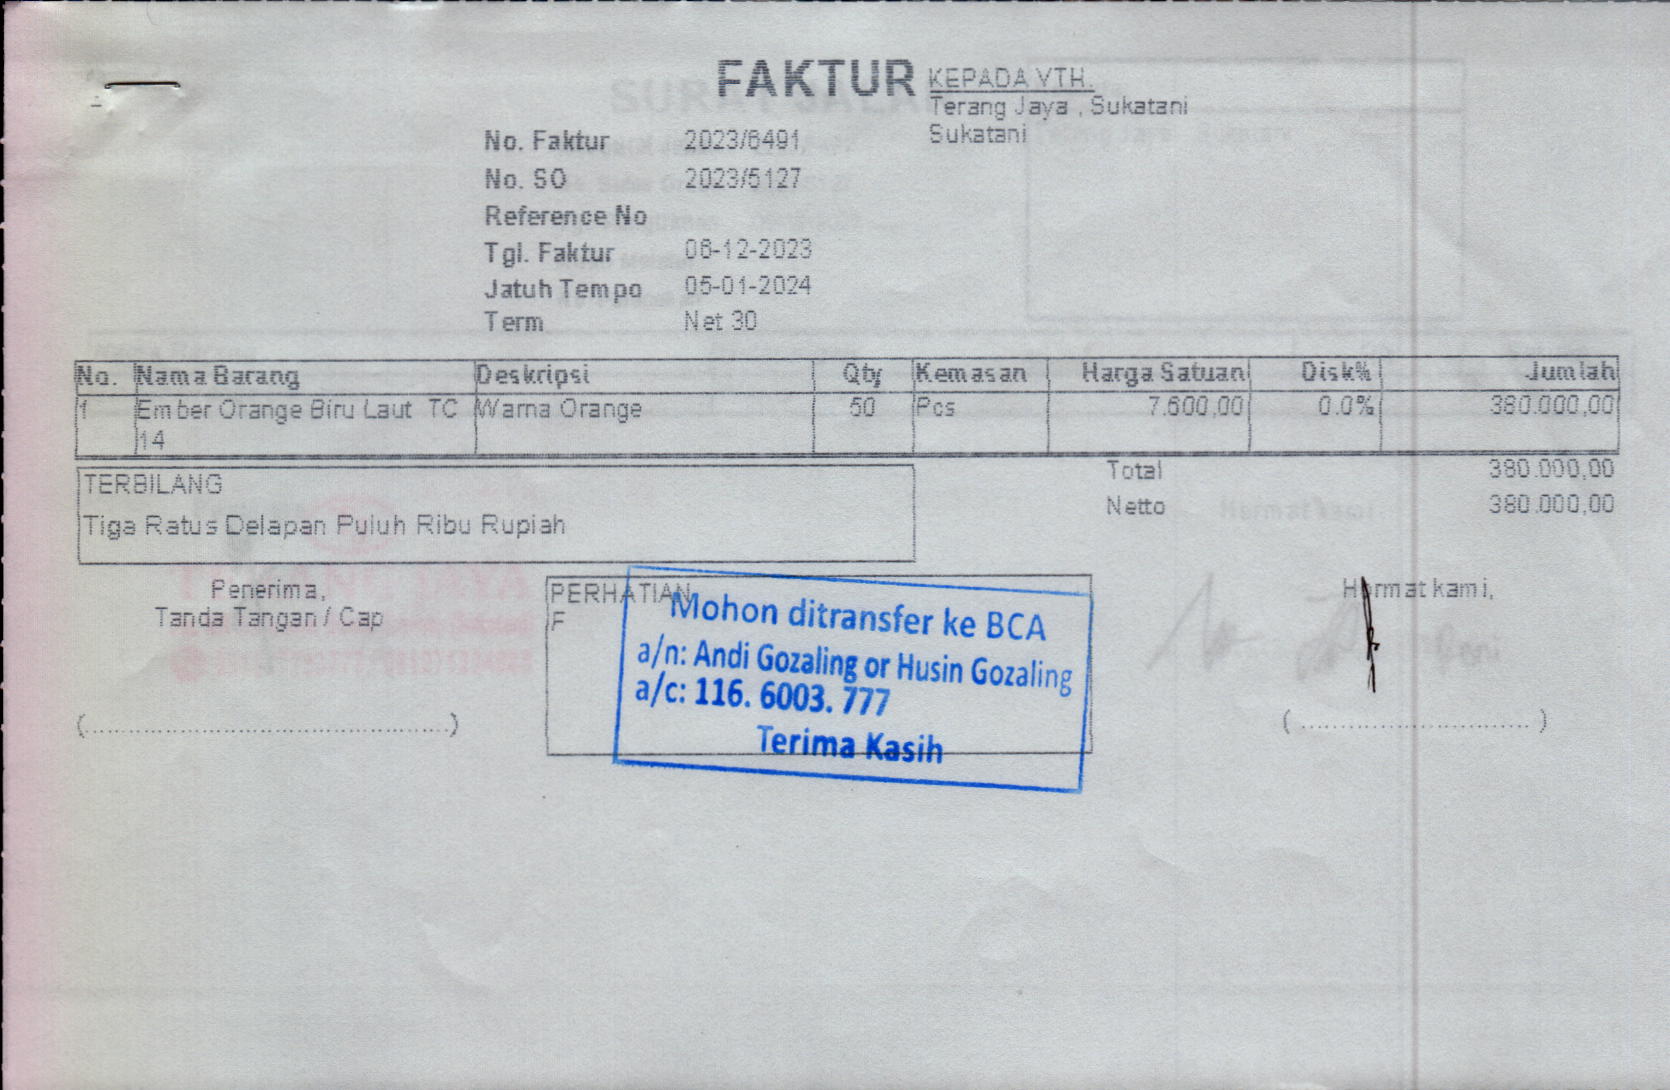 FAKTUR
KEPADA YTH.
Terang Jaya , Sukatani
Sukatani
No. Faktur 2023/6491
No. SO 2023/5127
Reference No
Tgl. Faktur 06-12-2023
Jatuh Tempo 05-01-2024
Term Net 30
No. Nama Barang Deskripsi Qty Kemasan Harga Satuan Disk% Jumlah
1 Ember Orange Biru Laut TC Warna Orange 50 Pcs 7.600,00 0.0% 380.000,00
14
Total 380.000,00
Netto 380.000,00
TERBILANG
Tiga Ratus Delapan Puluh Ribu Rupiah
Penerima,
Tanda Tangan / Cap
(............................................)
PERHATIAN
F
Mohon ditransfer ke BCA
a/n: Andi Gozaling or Husin Gozaling
a/c: 116. 6003. 777
Terima Kasih
Hormat kami,
(............................)